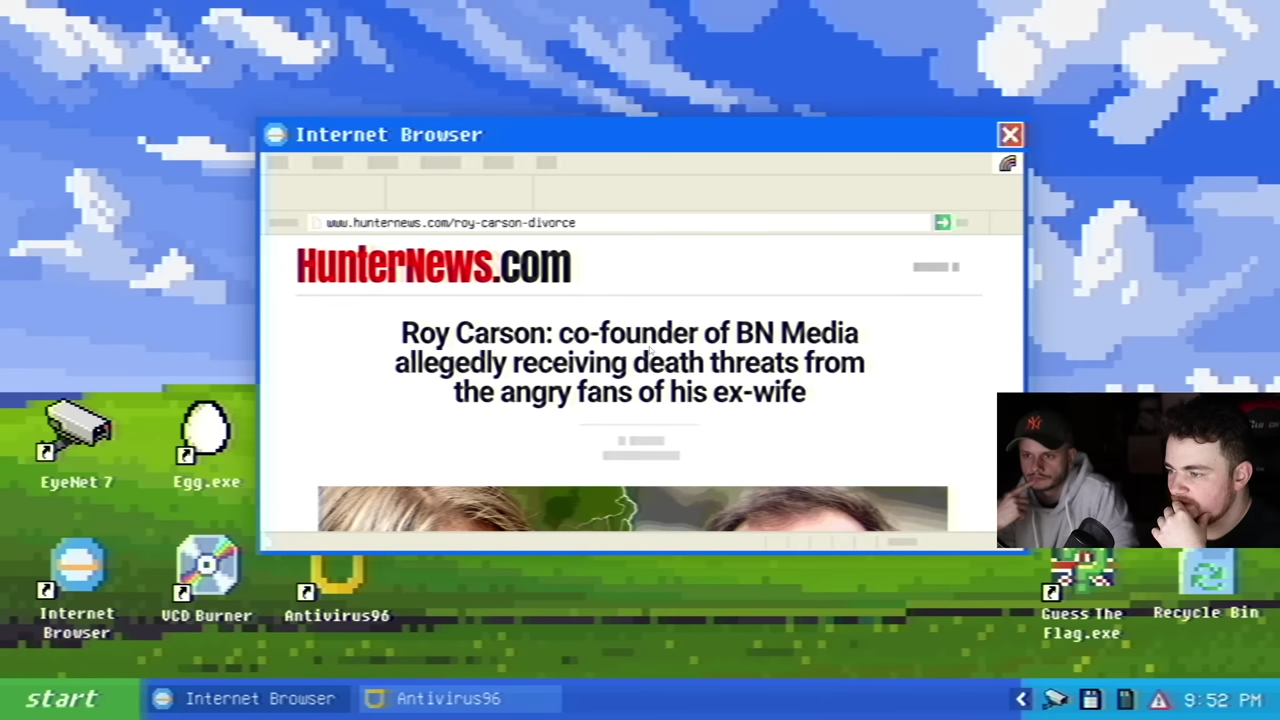 Internet Browser
www.hunternews.com/roy-carson-divorce
HunterNews.com
Roy Carson: co-founder of BN Media
allegedly receiving death threats from
the angry fans of his ex-wife
EyeNet 7
Egg.exe
Internet
Browser
VCD Burner
Antivirus96
Guess The
Flag.exe
Recycle Bin
start
Internet Browser
Antivirus96
9:52 PM